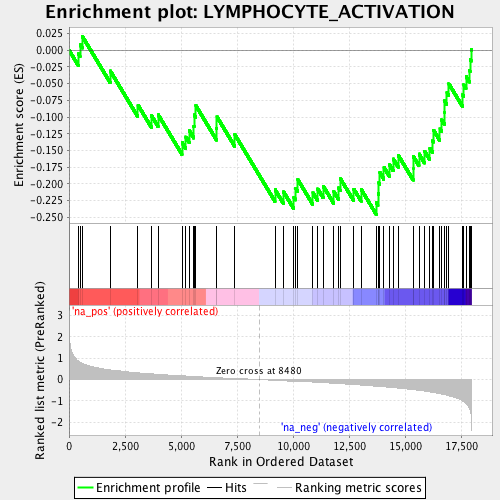 Enrichment plot: LYMPHOCYTE_ACTIVATION
Enrichment score (ES)
0.025
0.000
-0.025
-0.050
-0.075
-0.100
-0.125
-0.150
-0.175
-0.200
-0.225
-0.250
'na_pos' (positively correlated)
Ranked list metric (PreRanked)
3
2
1
0
-1
-2
Zero cross at 8480
'na_neg' (negatively correlated)
0
2,500
5,000
7,500
10,000
12,500
15,000
17,500
Rank in Ordered Dataset
Enrichment profile
Hits
Ranking metric scores